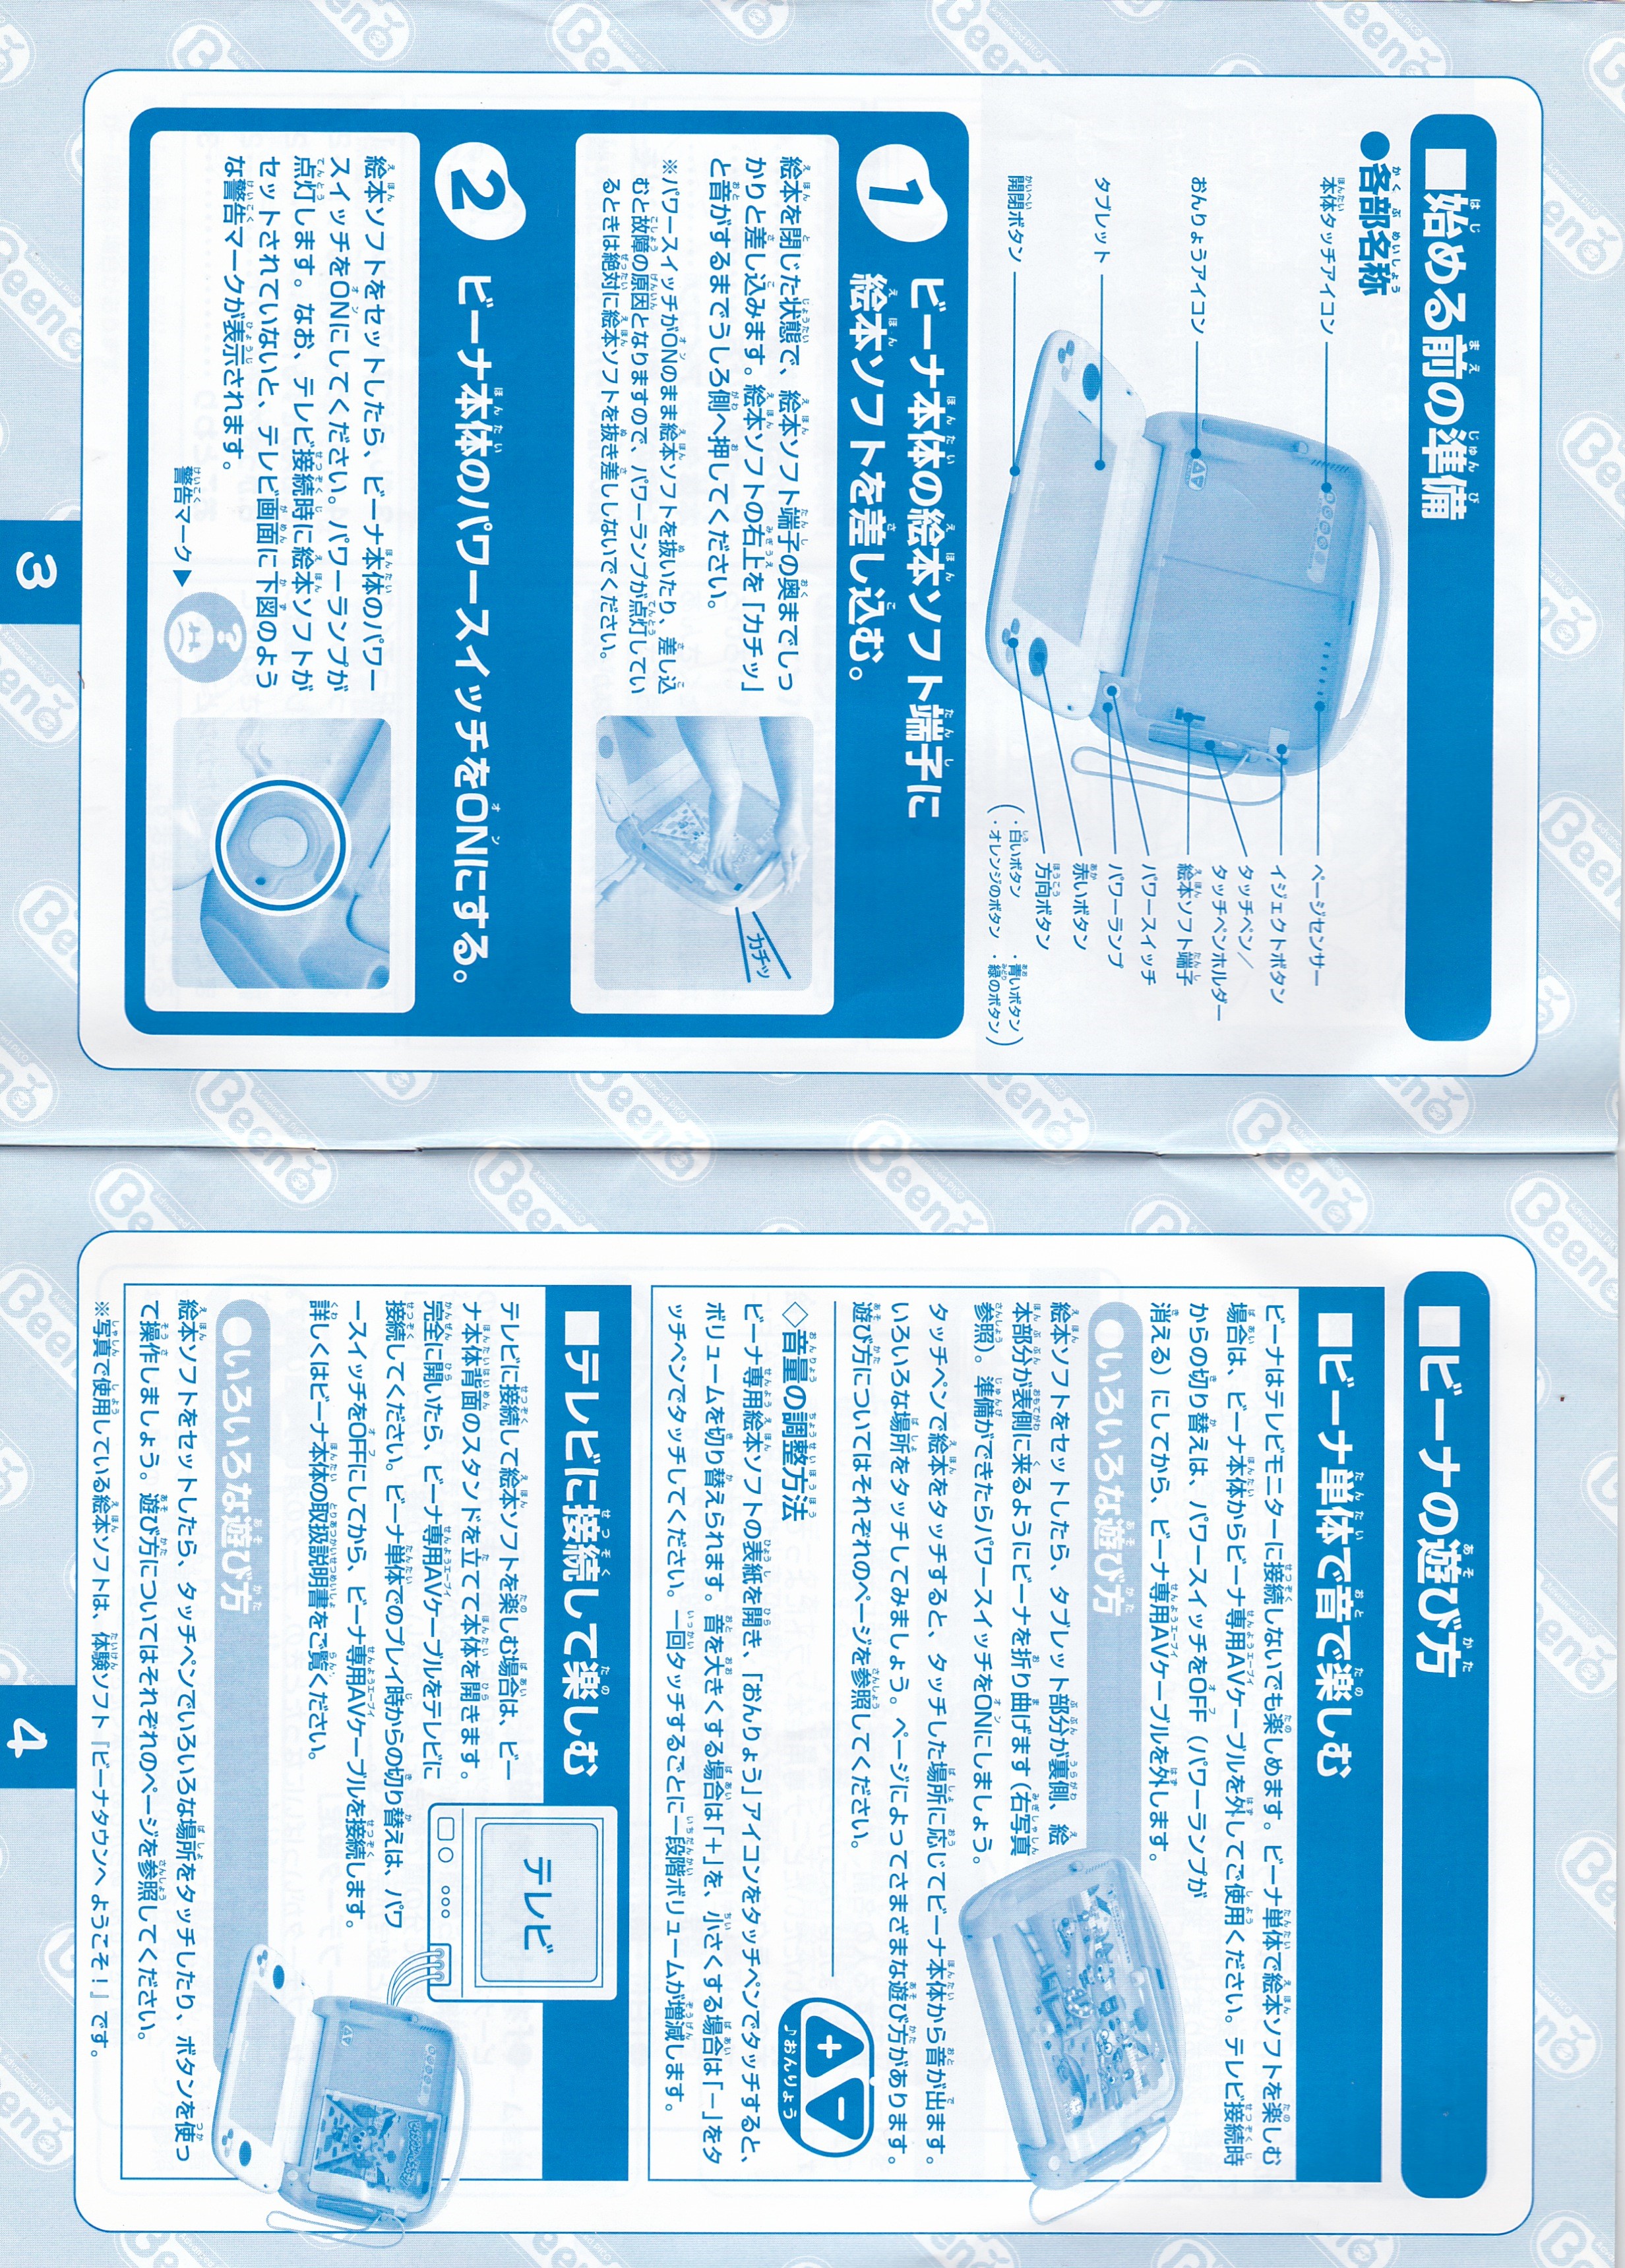 ■始める前の準備
●各部名称
本体タッチアイコン
おんりょうアイコン
タブレット
開閉ボタン
ページセンサー
イジェクトボタン
タッチペン／
タッチペンホルダー
絵本ソフト端子
パワースイッチ
パワーランプ
赤いボタン
方向ボタン
（・白いボタン ・青いボタン
・オレンジのボタン ・緑のボタン）
1
ビーナ本体の絵本ソフト端子に
絵本ソフトを差し込む。
絵本を閉じた状態で、絵本ソフト端子の奥までしっ
かりと差し込みます。絵本ソフトの右上を「カチッ」
と音がするまでうしろ側へ押してください。
※パワースイッチがONのまま絵本ソフトを抜いたり、差し込
むと故障の原因となりますので、パワーランプが点灯してい
るときは絶対に絵本ソフトを抜き差ししないでください。
カチッ
2
ビーナ本体のパワースイッチをONにする。
絵本ソフトをセットしたら、ビーナ本体のパワー
スイッチをONにしてください。パワーランプが
点灯します。なお、テレビ接続時に絵本ソフトが
セットされていないと、テレビ画面に下図のよう
な警告マークが表示されます。
警告マーク▶
?
3
■ビーナの遊び方
■ビーナ単体で音で楽しむ
ビーナはテレビモニターに接続しないでも楽しめます。ビーナ単体で絵本ソフトを楽しむ
場合は、ビーナ本体からビーナ専用AVケーブルを外してご使用ください。テレビ接続時
からの切り替えは、パワースイッチをOFF（パワーランプが
消える）にしてから、ビーナ専用AVケーブルを外します。
●いろいろな遊び方
絵本ソフトをセットしたら、タブレット部分が裏側、絵
本部分が表側に来るようにビーナを折り曲げます（右写真
参照）。準備ができたらパワースイッチをONにしましょう。
タッチペンで絵本をタッチすると、タッチした場所に応じてビーナ本体から音が出ます。
いろいろな場所をタッチしてみましょう。ページによってさまざまな遊び方があります。
遊び方についてはそれぞれのページを参照してください。
+ −
♪おんりょう
◇音量の調整方法
ビーナ専用絵本ソフトの表紙を開き、「おんりょう」アイコンをタッチペンでタッチすると、
ボリュームを切り替えられます。音を大きくする場合は「＋」を、小さくする場合は「−」をタ
ッチペンでタッチしてください。一回タッチするごとに一段階ボリュームが増減します。
■テレビに接続して楽しむ
テレビ
テレビに接続して絵本ソフトを楽しむ場合は、ビー
ナ本体背面のスタンドを立てて本体を開きます。
完全に開いたら、ビーナ専用AVケーブルをテレビに
接続してください。ビーナ単体でのプレイ時からの切り替えは、パワ
ースイッチをOFFにしてから、ビーナ専用AVケーブルを接続します。
詳しくはビーナ本体の取扱説明書をご覧ください。
●いろいろな遊び方
絵本ソフトをセットしたら、タッチペンでいろいろな場所をタッチしたり、ボタンを使っ
て操作しましょう。遊び方についてはそれぞれのページを参照してください。
※写真で使用している絵本ソフトは、体験ソフト『ビーナタウンへ ようこそ！』です。
4